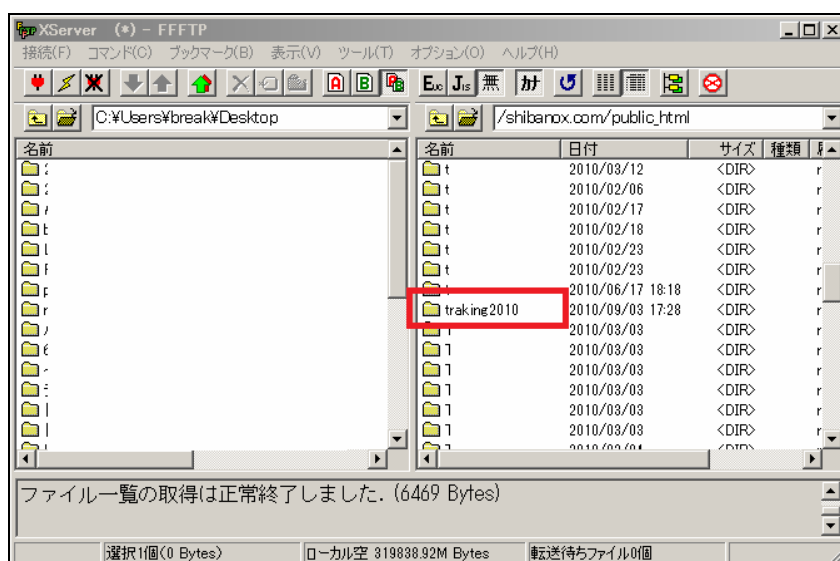 XServer (*) - FFFTP
接続(F) コマンド(C) ブックマーク(B) 表示(V) ツール(T) オプション(O) ヘルプ(H)
A B Euc Jis 無 カナ
C:¥Users¥break¥Desktop
/shibanox.com/public_html
名前
名前 日付 サイズ 種類
t 2010/03/12 <DIR>
t 2010/02/06 <DIR>
t 2010/02/17 <DIR>
t 2010/02/18 <DIR>
t 2010/02/23 <DIR>
t 2010/02/23 <DIR>
2010/06/17 18:18 <DIR>
traking2010 2010/09/03 17:28 <DIR>
2010/03/03 <DIR>
2010/03/03 <DIR>
2010/03/03 <DIR>
2010/03/03 <DIR>
2010/03/03 <DIR>
2010/03/03 <DIR>
ファイル一覧の取得は正常終了しました. (6469 Bytes)
選択1個(0 Bytes) ローカル空 319838.92M Bytes 転送待ちファイル0個